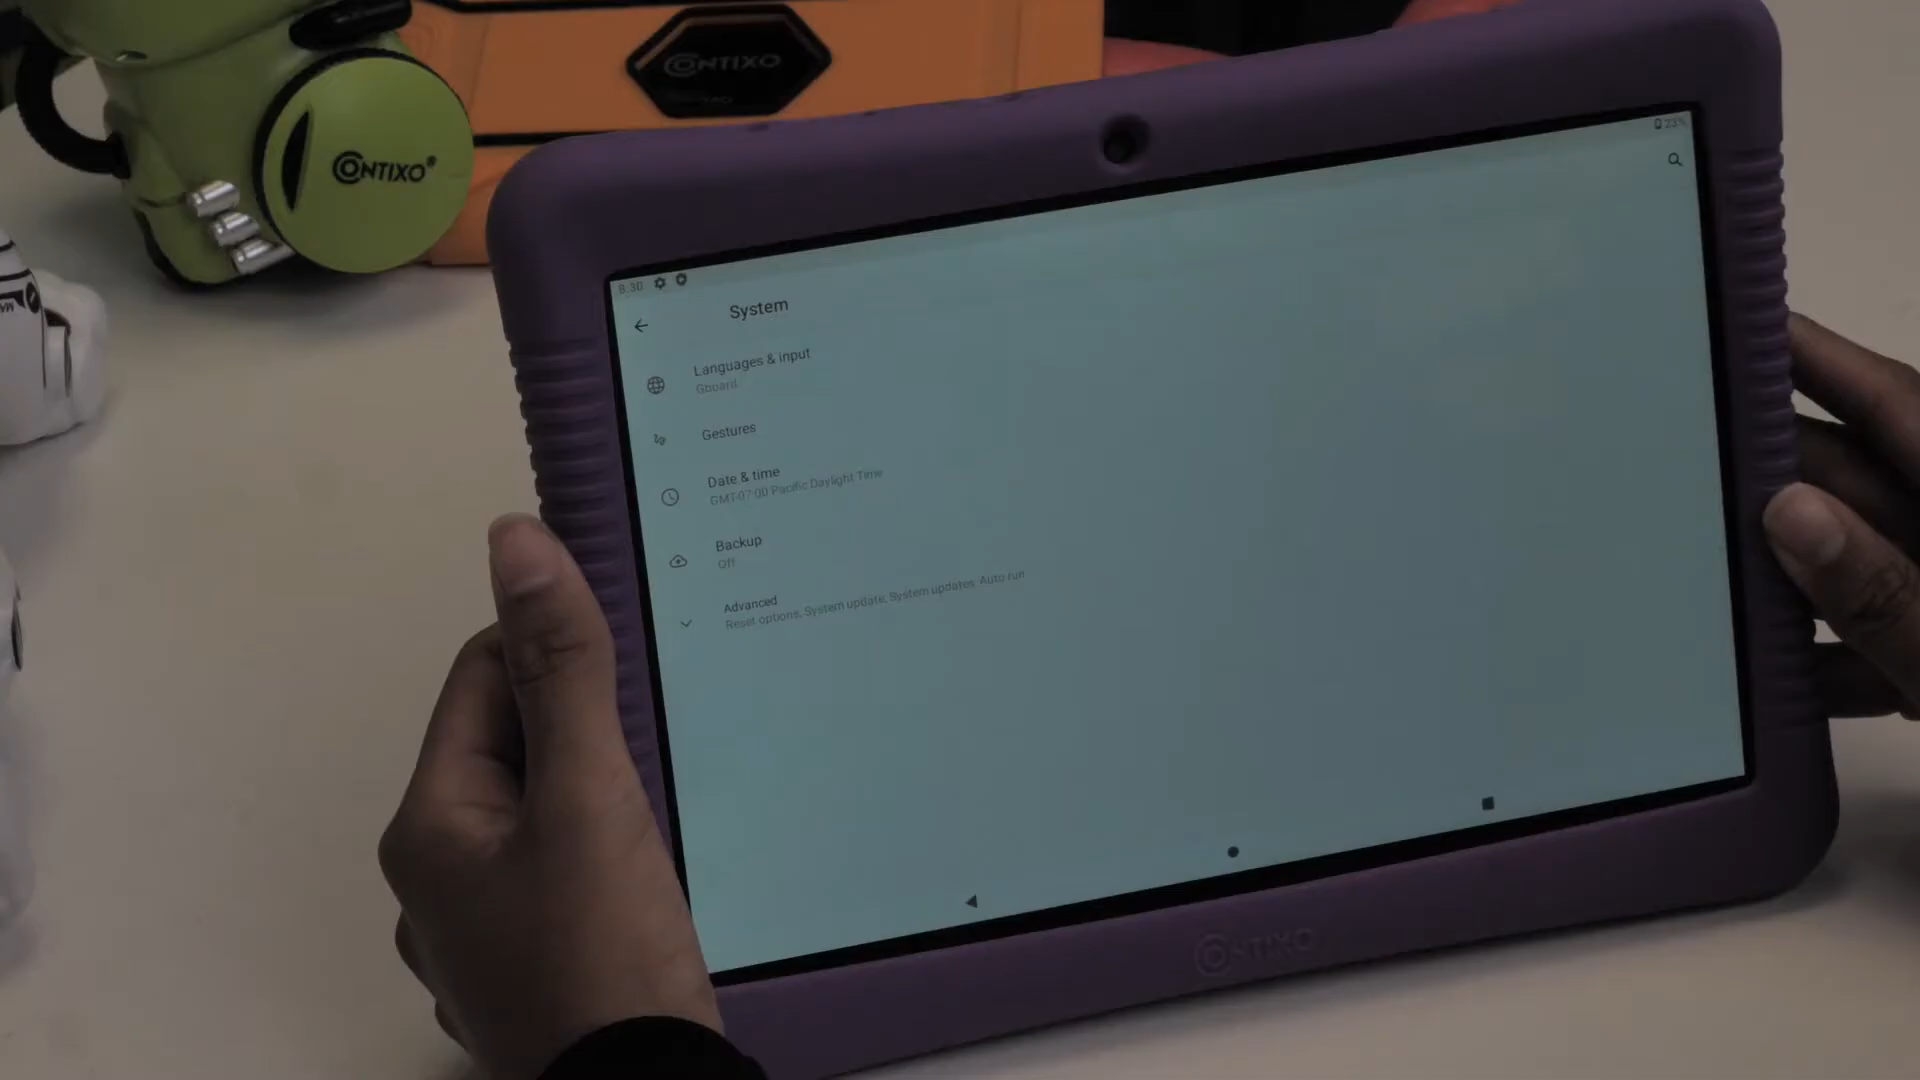 CONTIXO
CONTIXO®
8:30
23%
System
Languages & input
Gboard
Gestures
Date & time
GMT-07:00 Pacific Daylight Time
Backup
Off
Advanced
Reset options, System update, System updates, Auto run
CONTIXO